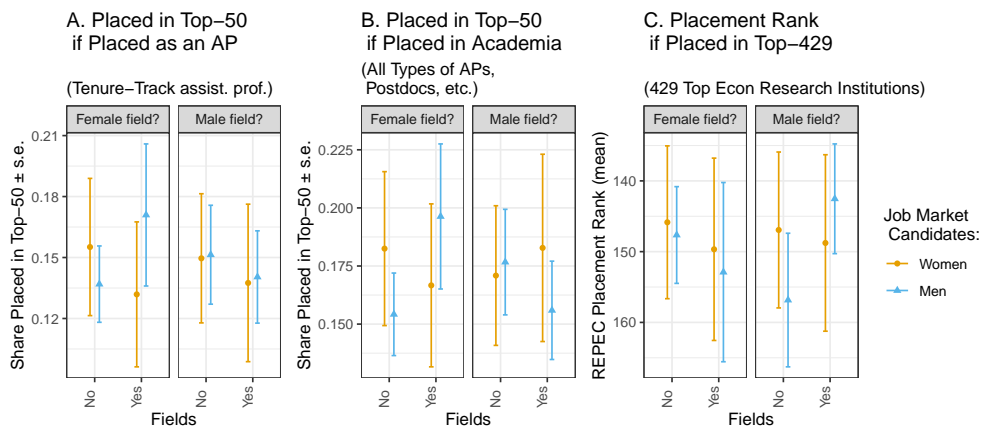 A. Placed in Top−50
if Placed as an AP
(Tenure−Track assist. prof.)
Female field?
Male field?
0.21
0.18
0.15
0.12
Share Placed in Top−50 ± s.e.
No
Yes
No
Yes
Fields
B. Placed in Top−50
if Placed in Academia
(All Types of APs,
Postdocs, etc.)
Female field?
Male field?
0.225
0.200
0.175
0.150
Share Placed in Top−50 ± s.e.
No
Yes
No
Yes
Fields
C. Placement Rank
if Placed in Top−429
(429 Top Econ Research Institutions)
Female field?
Male field?
140
150
160
REPEC Placement Rank (mean)
No
Yes
No
Yes
Fields
Job Market
Candidates:
Women
Men